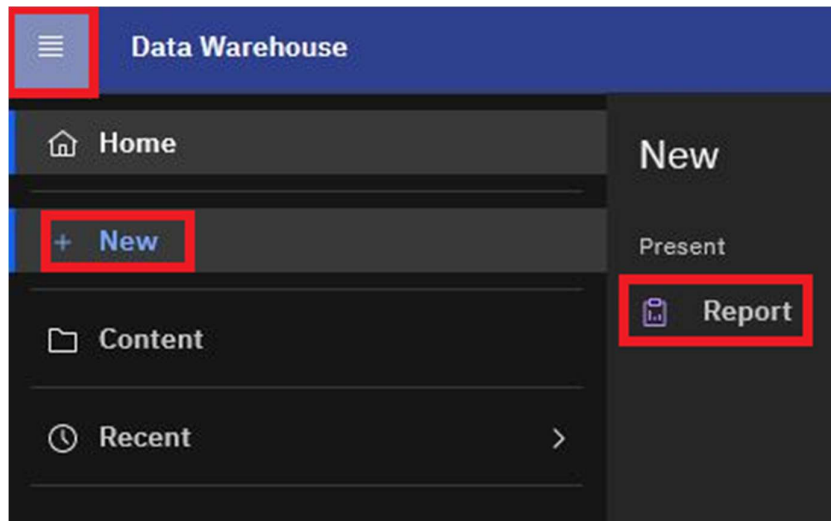 Data Warehouse
Home
+ New
Content
Recent
New
Present
Report